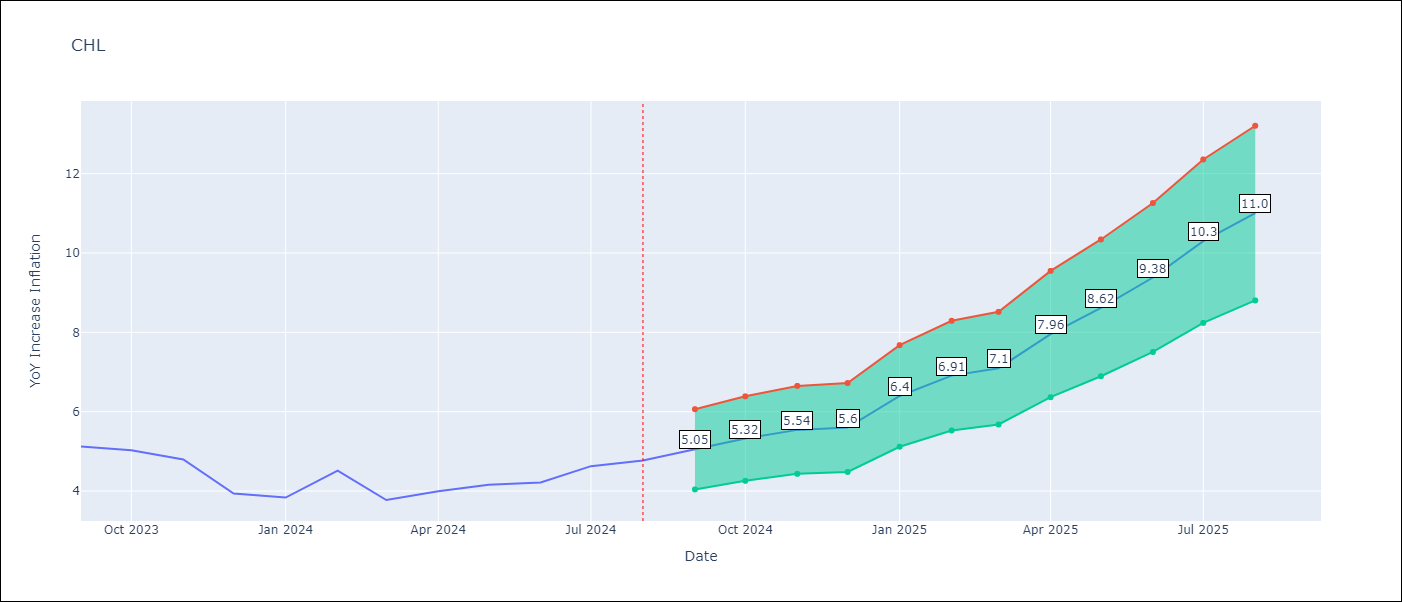 CHL
YoY Increase Inflation
12
10
8
6
4
5.05
5.32
5.54
5.6
6.4
6.91
7.1
7.96
8.62
9.38
10.3
11.0
Oct 2023
Jan 2024
Apr 2024
Jul 2024
Oct 2024
Jan 2025
Apr 2025
Jul 2025
Date